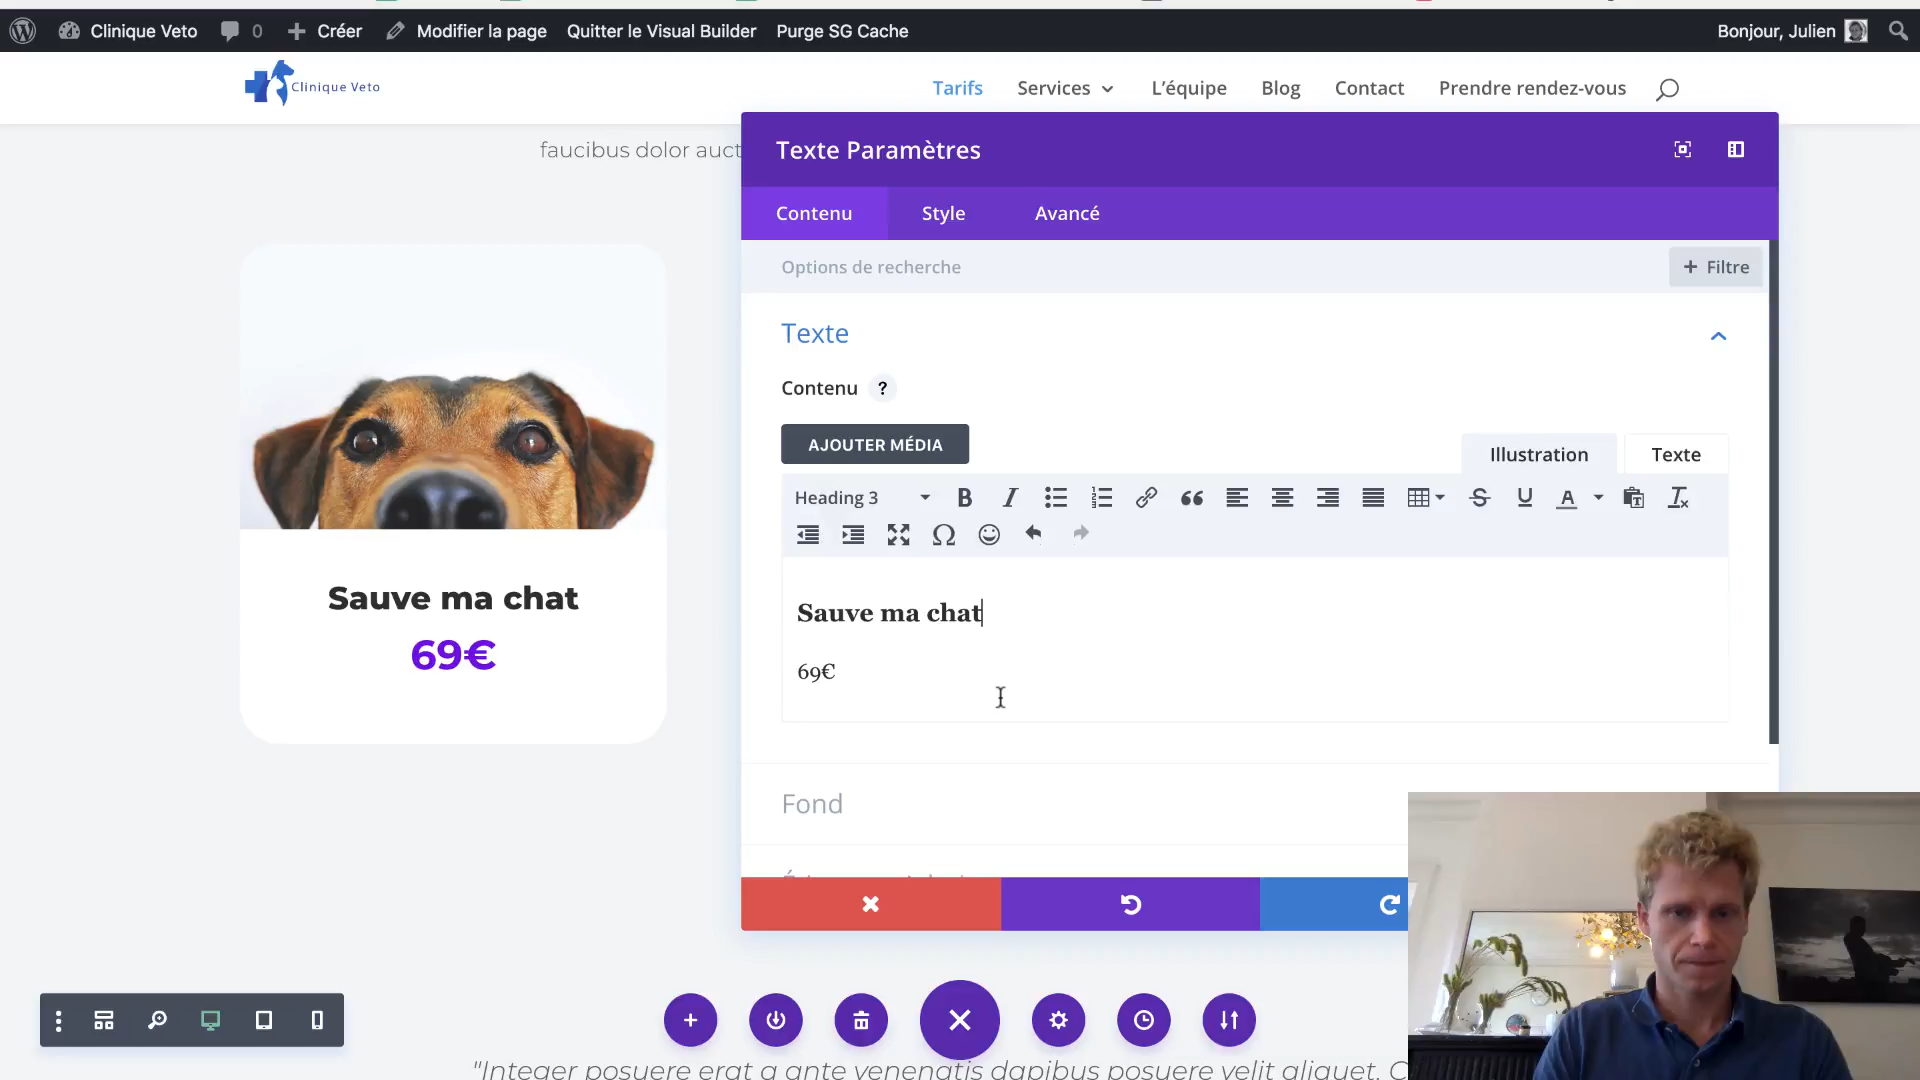 Clinique Veto
0
Créer
Modifier la page
Quitter le Visual Builder
Purge SG Cache
Bonjour, Julien
Clinique Veto
Tarifs
Services
L’équipe
Blog
Contact
Prendre rendez-vous
faucibus dolor auct
Texte Paramètres
Contenu
Style
Avancé
Options de recherche
+ Filtre
Texte
Contenu ?
AJOUTER MÉDIA
Illustration
Texte
Heading 3
Sauve ma chat
69€
Sauve ma chat
69€
Fond
"Integer posuere erat a ante venenatis dapibus posuere velit aliquet. C